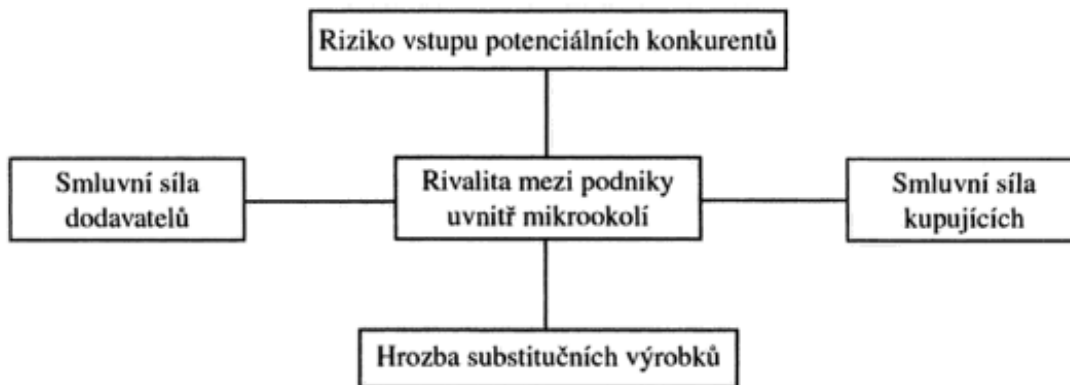 Riziko vstupu potenciálních konkurentů
Smluvní síla
dodavatelů
Rivalita mezi podniky
uvnitř mikrookolí
Smluvní síla
kupujících
Hrozba substitučních výrobků